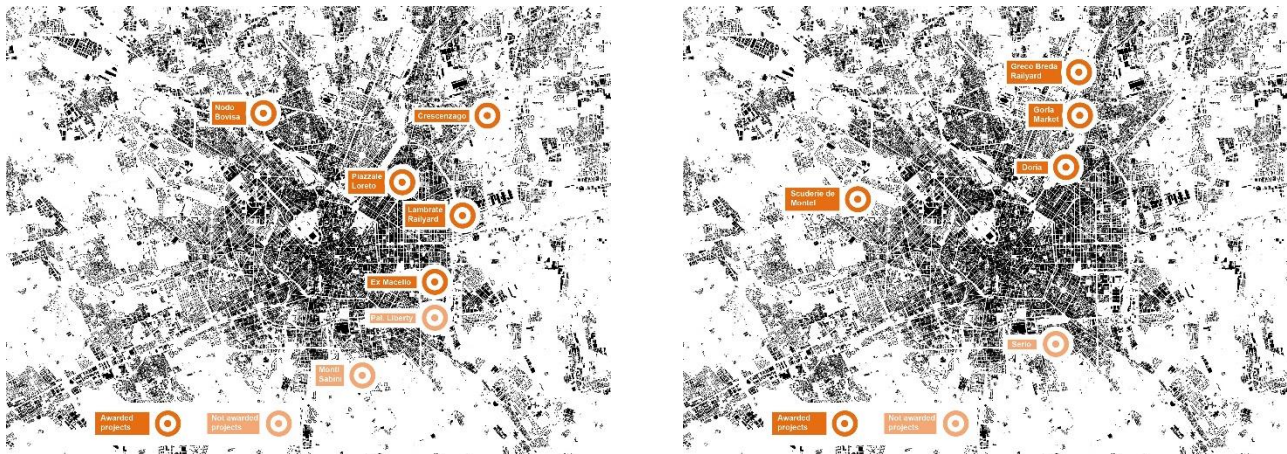 Nodo
Bovisa
Crescenzago
Piazzale
Loreto
Lambrate
Railyard
Ex Macello
Pal. Liberty
Monti
Sabini
Awarded
projects
Not awarded
projects
Greco Breda
Railyard
Gorla
Market
Doria
Scuderie de
Montel
Serio
Awarded
projects
Not awarded
projects